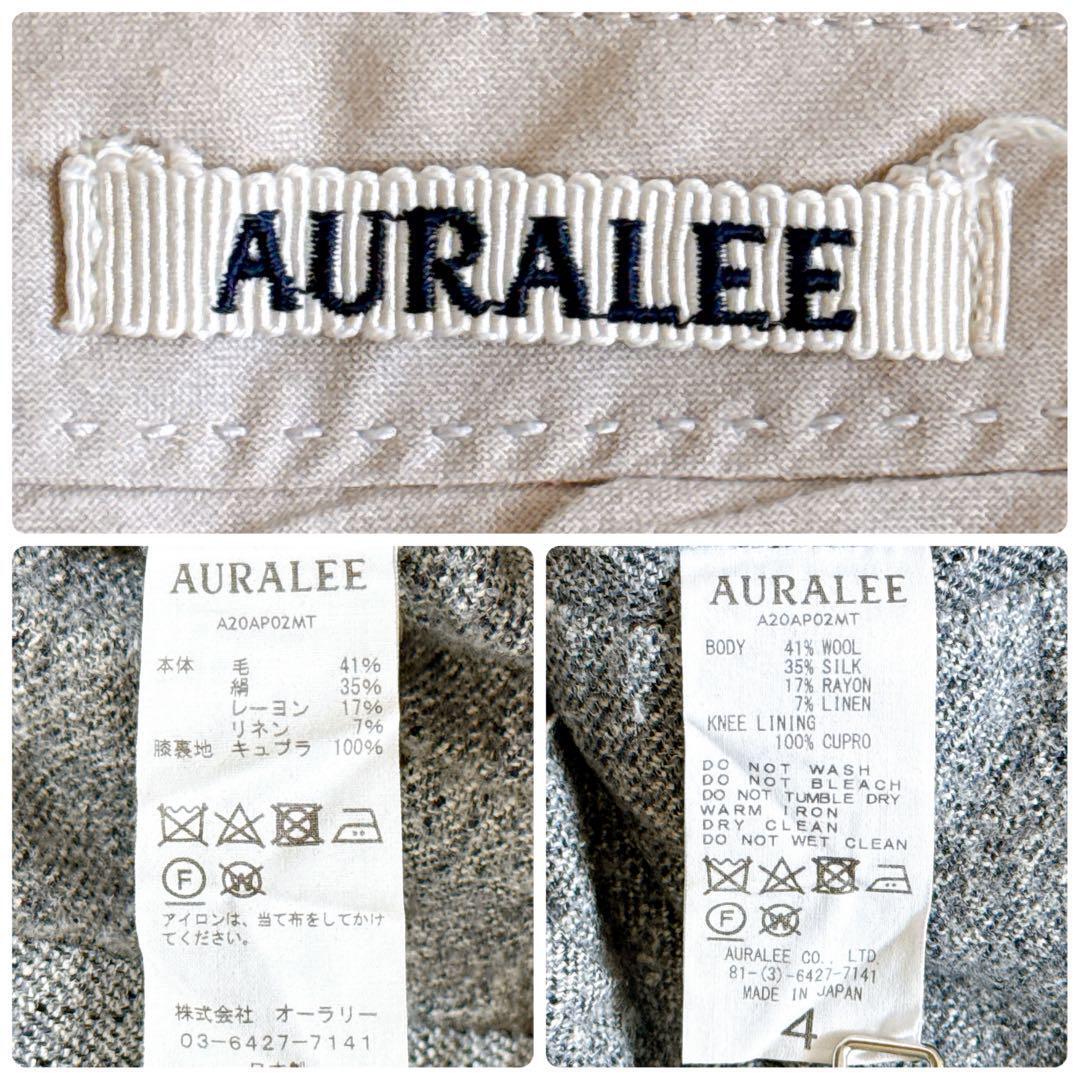 AURALEE
AURALEE
A20AP02MT
本体 毛 41%
絹 35%
レーヨン 17%
リネン 7%
膝裏地 キュプラ 100%
F W
アイロンは、当て布をしてかけ
てください。
株式会社 オーラリー
03-6427-7141
日本製
AURALEE
A20AP02MT
BODY 41% WOOL
35% SILK
17% RAYON
7% LINEN
KNEE LINING
100% CUPRO
DO NOT WASH
DO NOT BLEACH
DO NOT TUMBLE DRY
WARM IRON
DRY CLEAN
DO NOT WET CLEAN
F W
AURALEE CO., LTD.
81-(3)-6427-7141
MADE IN JAPAN
4